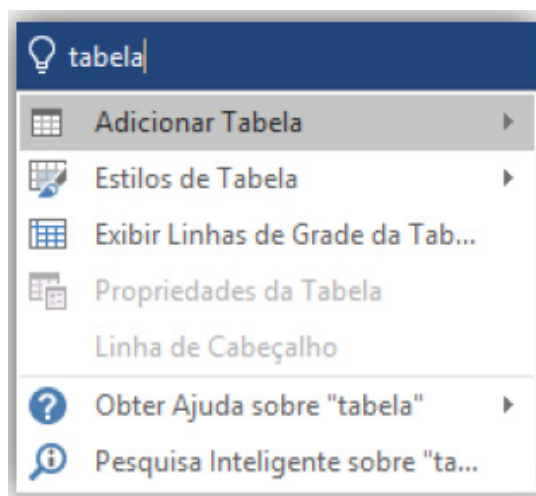 tabela
Adicionar Tabela
Estilos de Tabela
Exibir Linhas de Grade da Tab...
Propriedades da Tabela
Linha de Cabeçalho
Obter Ajuda sobre "tabela"
Pesquisa Inteligente sobre "ta...